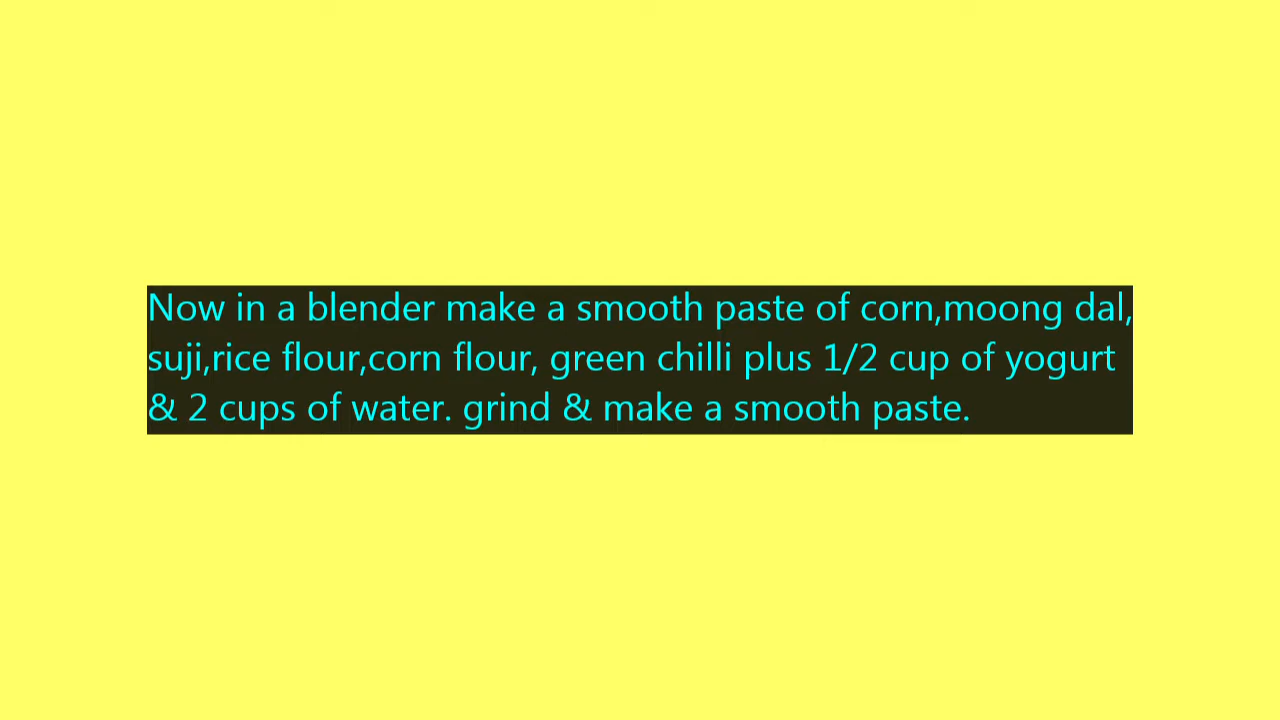 Now in a blender make a smooth paste of corn,moong dal,
suji,rice flour,corn flour, green chilli plus 1/2 cup of yogurt
& 2 cups of water. grind & make a smooth paste.